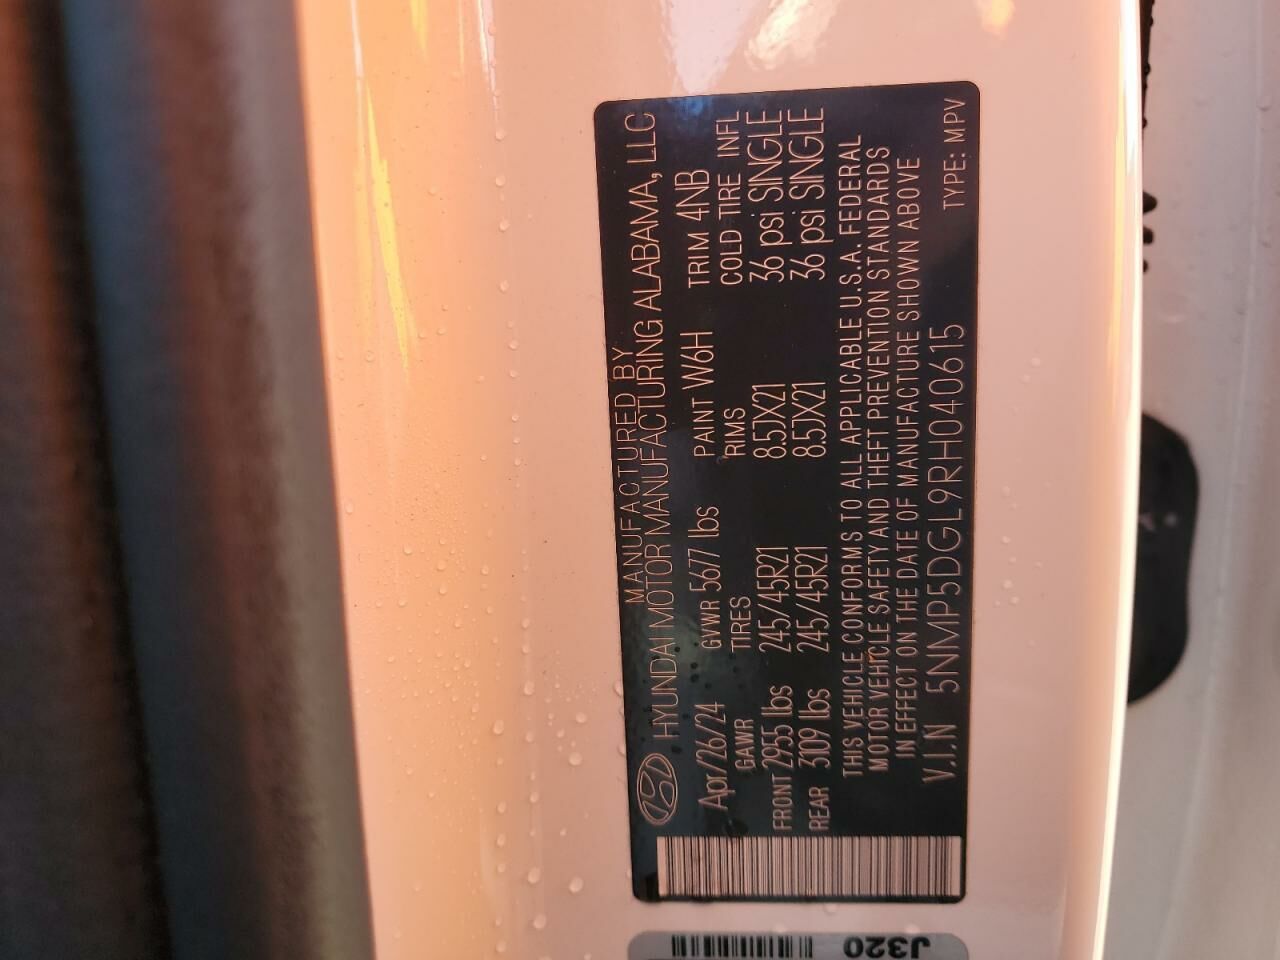 MANUFACTURED BY
HYUNDAI MOTOR MANUFACTURING ALABAMA, LLC
Apr/26/24 GVWR 5677 lbs PAINT W6H TRIM 4NB
GAWR TIRES RIMS COLD TIRE INFL
FRONT 2955 lbs 245/45R21 8.5JX21 36 psi SINGLE
REAR 3109 lbs 245/45R21 8.5JX21 36 psi SINGLE
THIS VEHICLE CONFORMS TO ALL APPLICABLE U.S.A. FEDERAL
MOTOR VEHICLE SAFETY AND THEFT PREVENTION STANDARDS
IN EFFECT ON THE DATE OF MANUFACTURE SHOWN ABOVE
V.I.N 5NMP5DGL9RH040615 TYPE: MPV
J320